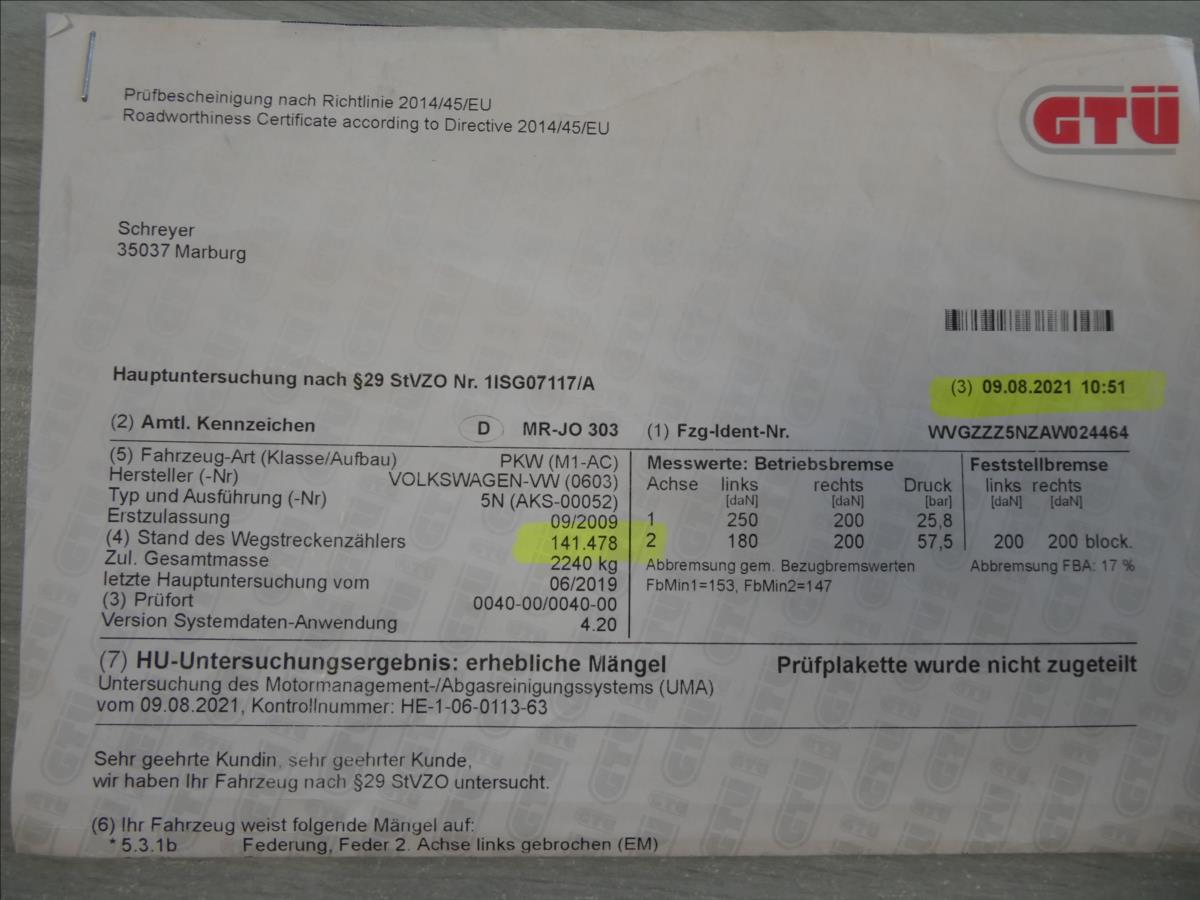 GTÜ
Prüfbescheinigung nach Richtlinie 2014/45/EU
Roadworthiness Certificate according to Directive 2014/45/EU
Schreyer
35037 Marburg
Hauptuntersuchung nach §29 StVZO Nr. 1ISG07117/A
(3) 09.08.2021 10:51
(2) Amtl. Kennzeichen D MR-JO 303
(1) Fzg-Ident-Nr. WVGZZZ5NZAW024464
(5) Fahrzeug-Art (Klasse/Aufbau) PKW (M1-AC)
Hersteller (-Nr) VOLKSWAGEN-VW (0603)
Typ und Ausführung (-Nr) 5N (AKS-00052)
Erstzulassung 09/2009
(4) Stand des Wegstreckenzählers 141.478
Zul. Gesamtmasse 2240 kg
letzte Hauptuntersuchung vom 06/2019
(3) Prüfort 0040-00/0040-00
Version Systemdaten-Anwendung 4.20
Messwerte: Betriebsbremse Feststellbremse
Achse links rechts Druck links rechts
[daN] [daN] [bar] [daN] [daN]
1 250 200 25,8
2 180 200 57,5 200 200 block.
Abbremsung gem. Bezugbremswerten Abbremsung FBA: 17 %
FbMin1=153, FbMin2=147
(7) HU-Untersuchungsergebnis: erhebliche Mängel Prüfplakette wurde nicht zugeteilt
Untersuchung des Motormanagement-/Abgasreinigungssystems (UMA)
vom 09.08.2021, Kontrollnummer: HE-1-06-0113-63
Sehr geehrte Kundin, sehr geehrter Kunde,
wir haben Ihr Fahrzeug nach §29 StVZO untersucht.
(6) Ihr Fahrzeug weist folgende Mängel auf:
* 5.3.1b Federung, Feder 2. Achse links gebrochen (EM)